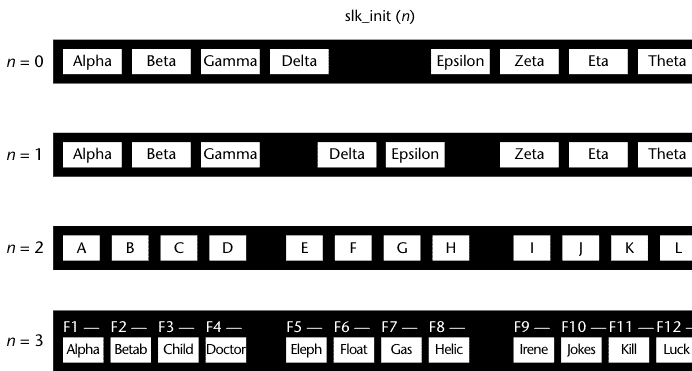 slk_init (n)
n = 0 Alpha Beta Gamma Delta Epsilon Zeta Eta Theta
n = 1 Alpha Beta Gamma Delta Epsilon Zeta Eta Theta
n = 2 A B C D E F G H I J K L
F1 — F2 — F3 — F4 — F5 — F6 — F7 — F8 — F9 — F10 — F11 — F12 —
n = 3 Alpha Betab Child Doctor Eleph Float Gas Helic Irene Jokes Kill Luck